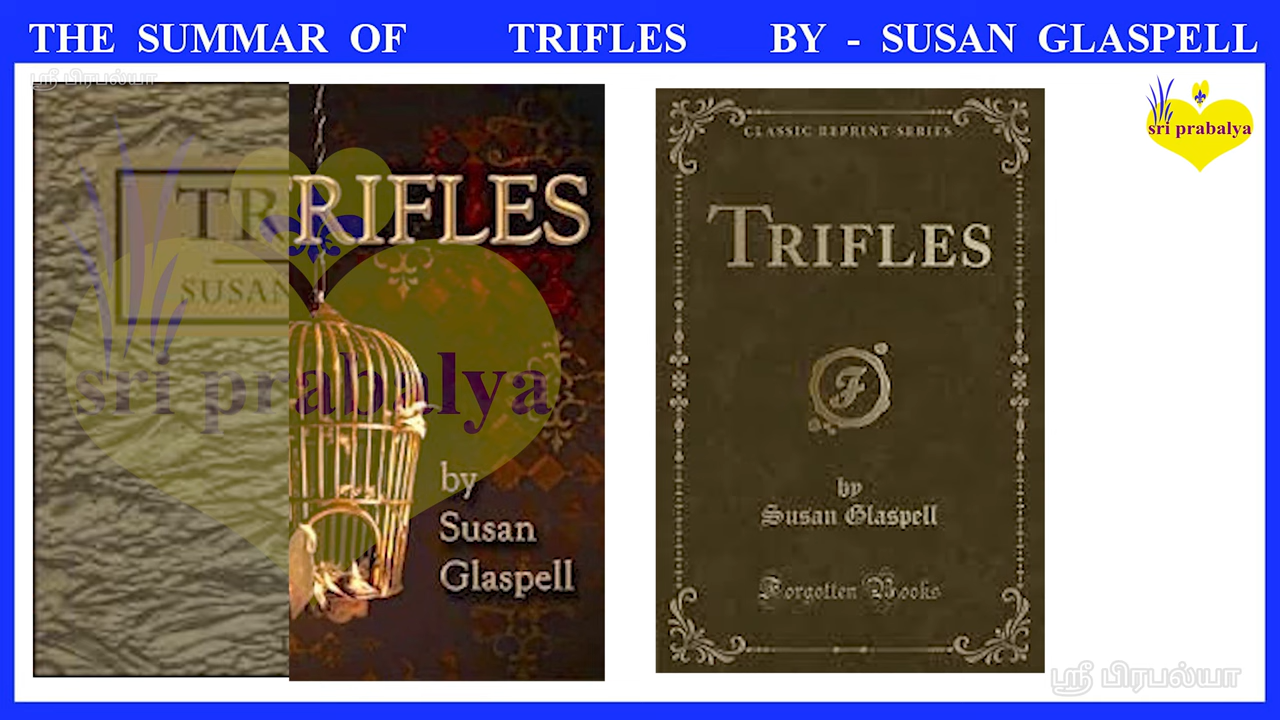 THE SUMMAR OF TRIFLES BY - SUSAN GLASPELL
ஸ்ரீ பிரபல்யா
sri prabalya
TR
SUSAN
RIFLES
by
Susan
Glaspell
sri prabalya
CLASSIC REPRINT SERIES
TRIFLES
F
by
Susan Glaspell
Forgotten Books
ஸ்ரீ பிரபல்யா